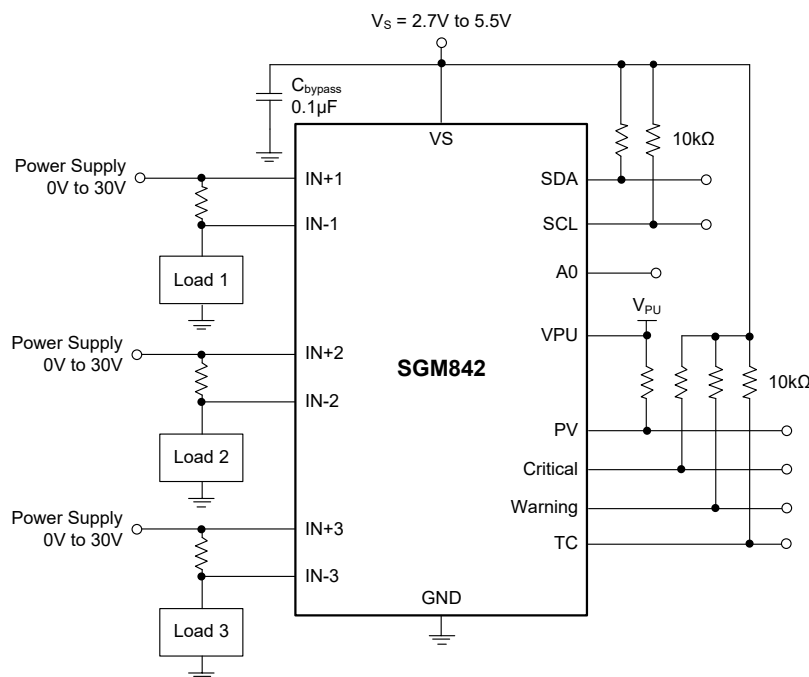 V_S = 2.7V to 5.5V
C_bypass
0.1µF
VS
10kΩ
Power Supply
0V to 30V
IN+1
IN-1
Load 1
SDA
SCL
A0
V_PU
VPU
Power Supply
0V to 30V
IN+2
IN-2
Load 2
SGM842
10kΩ
PV
Critical
Warning
TC
Power Supply
0V to 30V
IN+3
IN-3
Load 3
GND